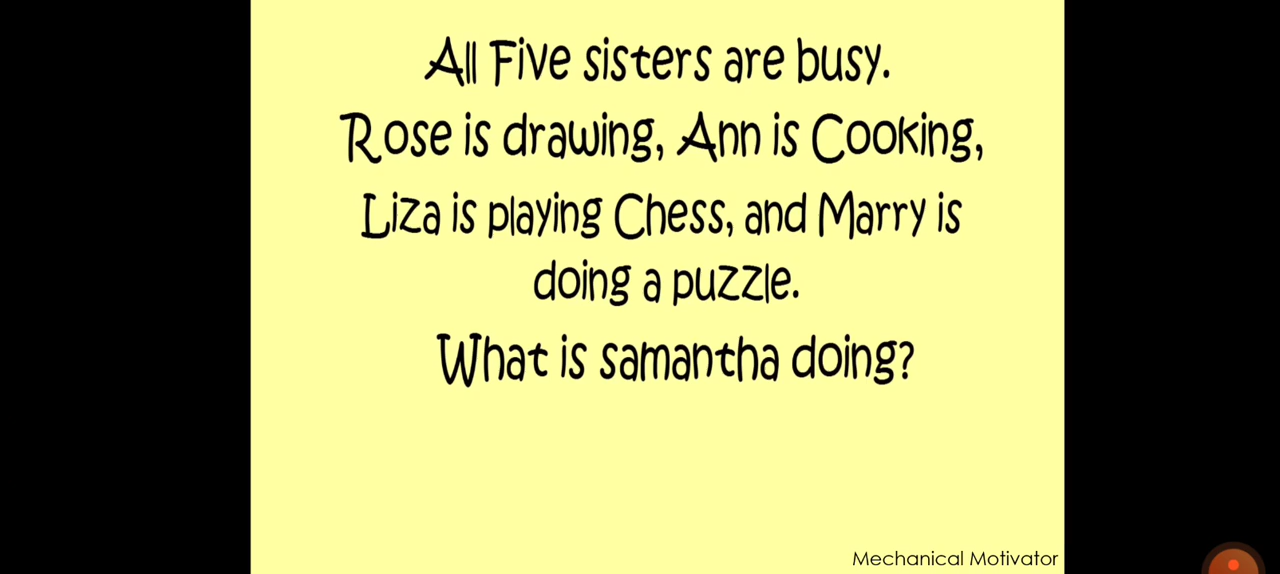 All Five sisters are busy.
Rose is drawing, Ann is Cooking,
Liza is playing Chess, and Marry is
doing a puzzle.
What is samantha doing?
Mechanical Motivator